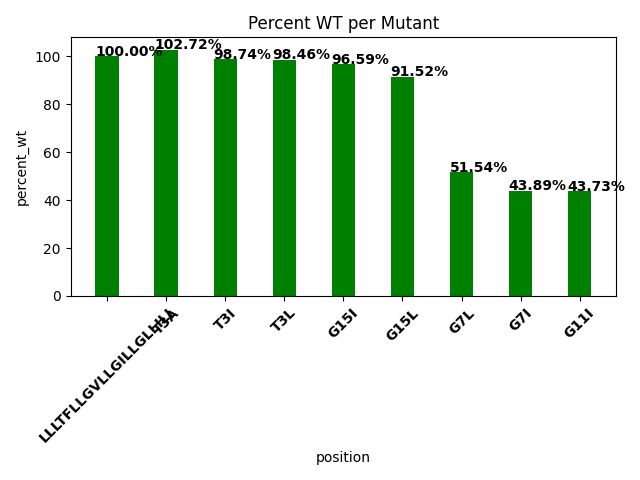 Percent WT per Mutant
100.00%
102.72%
98.74%
98.46%
96.59%
91.52%
51.54%
43.89%
43.73%
percent_wt
100
80
60
40
20
0
T3A
T3I
T3L
G15I
G15L
G7L
G7I
G11I
position